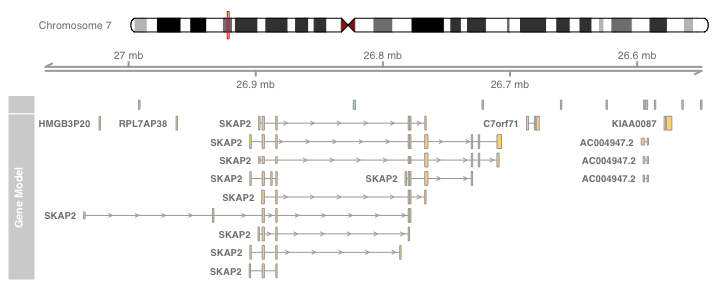 Chromosome 7
27 mb 26.8 mb 26.6 mb
26.9 mb 26.7 mb
HMGB3P20 RPL7AP38 SKAP2 C7orf71 KIAA0087
SKAP2 AC004947.2
SKAP2 AC004947.2
SKAP2 SKAP2 AC004947.2
SKAP2
SKAP2
SKAP2
SKAP2
SKAP2
Gene Model